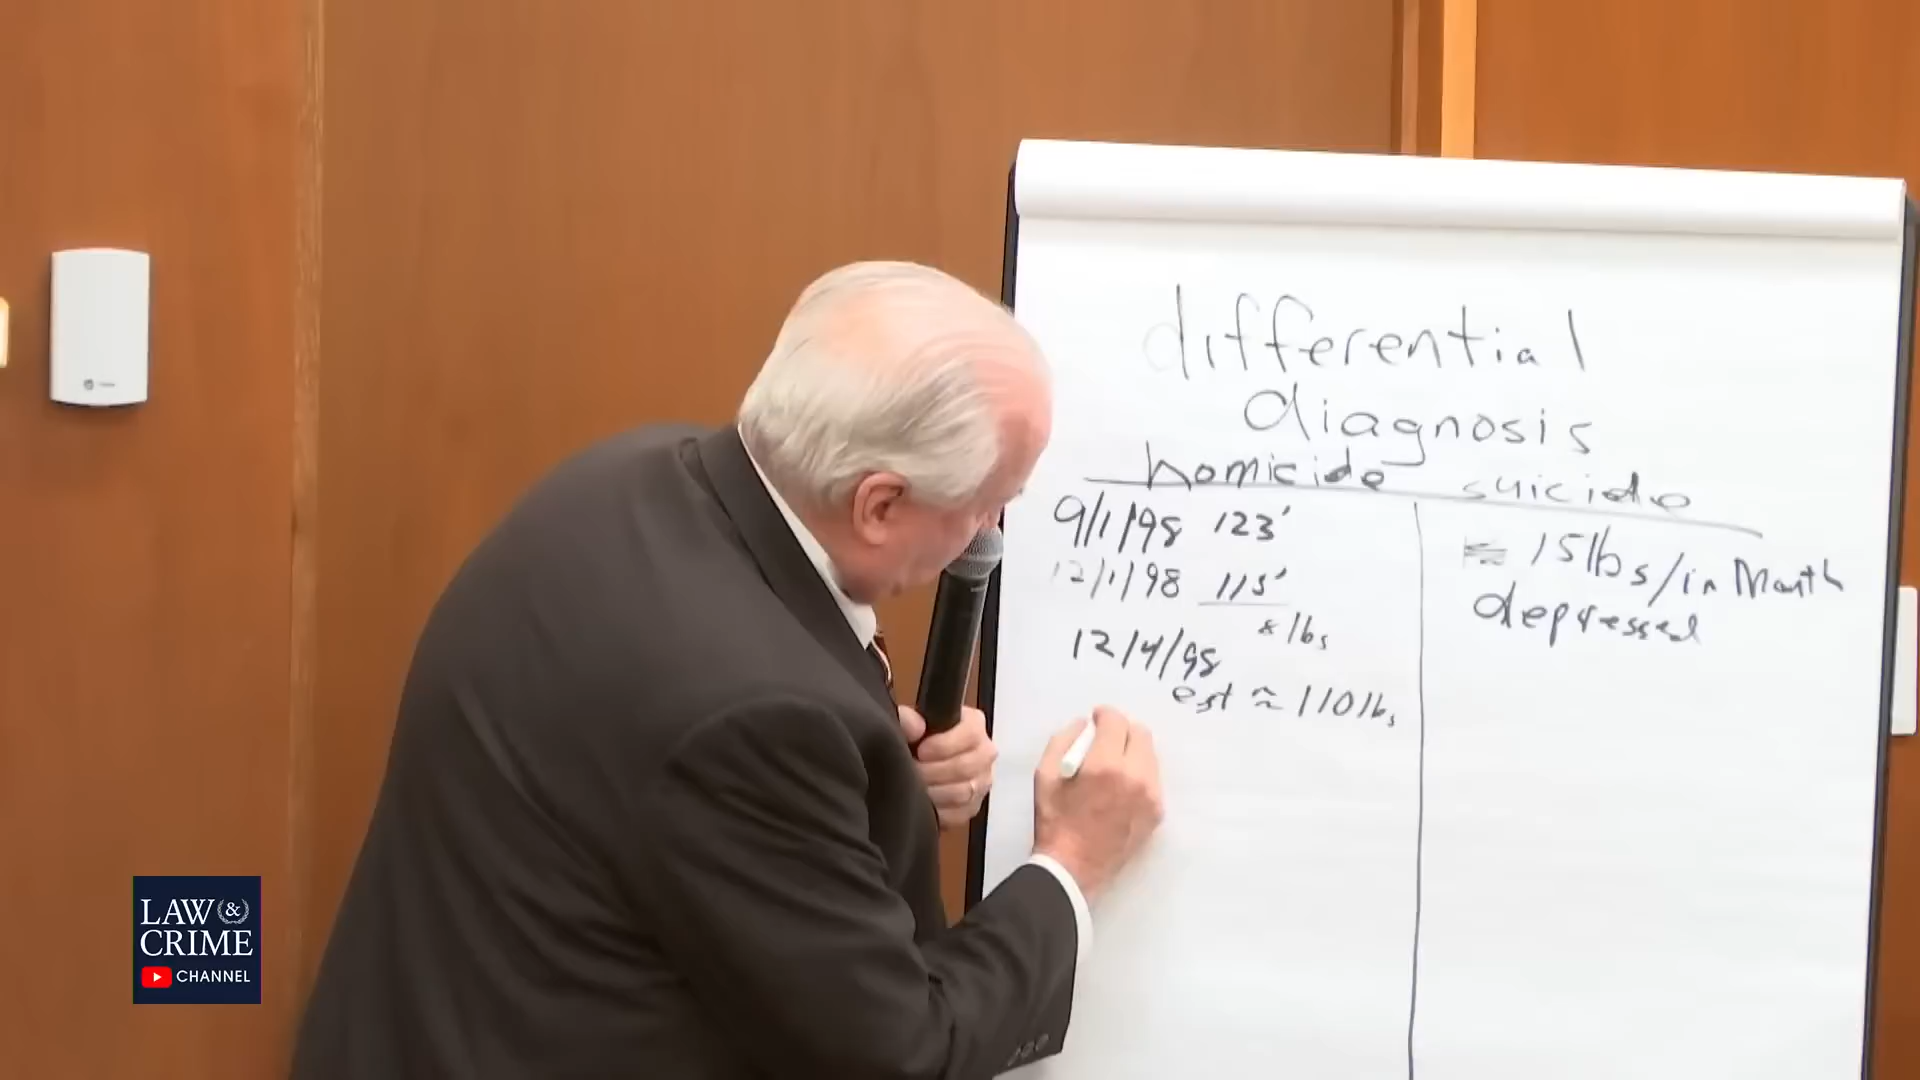 differential
diagnosis
homicide suicide
9/1/98 123'
12/1/98 115'
8 lbs
12/4/98
est ≈ 110 lbs
≈ 15 lbs/in Month
depressed
LAW &
CRIME
CHANNEL